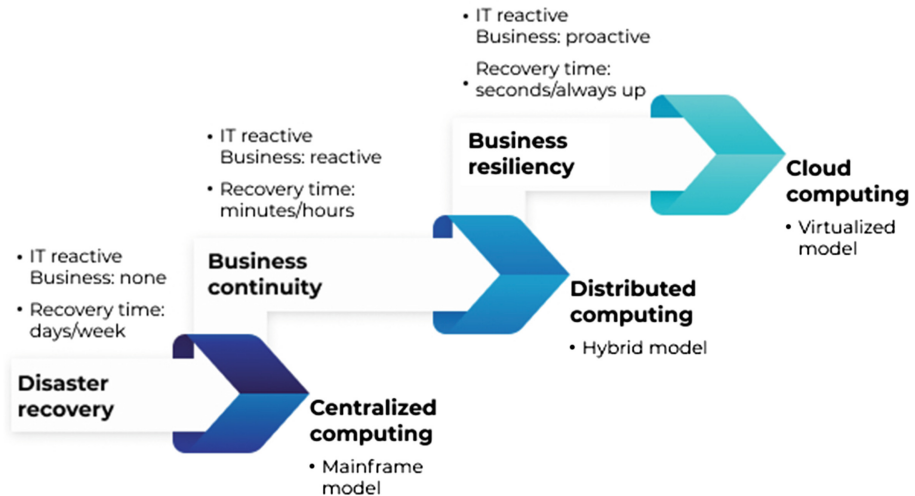 • IT reactive
Business: proactive
• Recovery time:
seconds/always up
Business
resiliency
Cloud
computing
• Virtualized
model
• IT reactive
Business: reactive
• Recovery time:
minutes/hours
Business
continuity
Distributed
computing
• Hybrid model
• IT reactive
Business: none
• Recovery time:
days/week
Disaster
recovery
Centralized
computing
• Mainframe
model